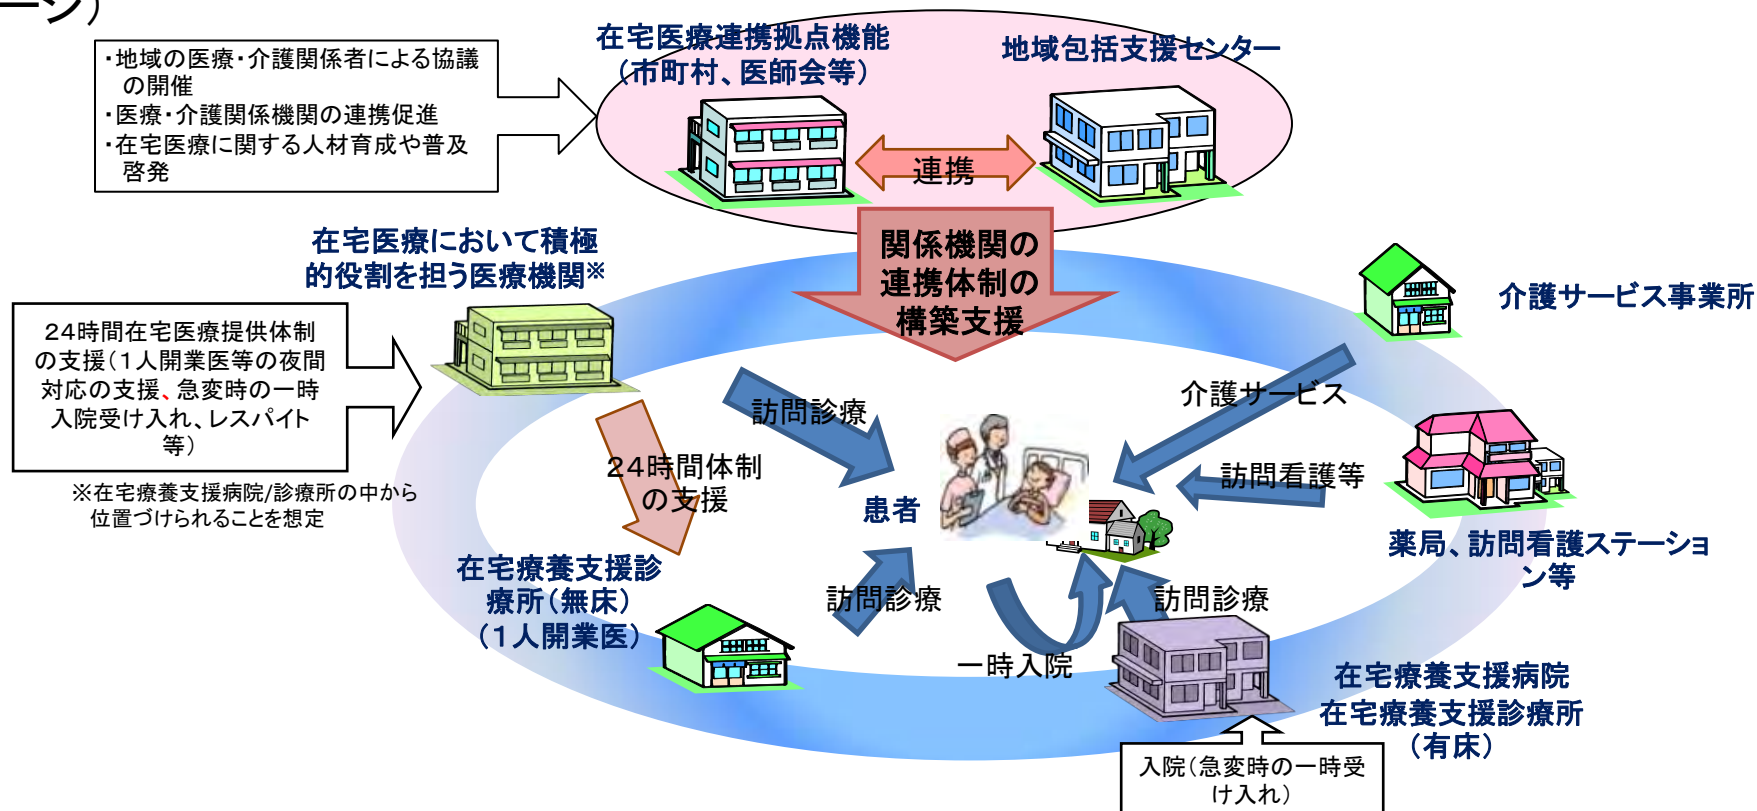 ーン）
・地域の医療・介護関係者による協議
の開催
・医療・介護関係機関の連携促進
・在宅医療に関する人材育成や普及
啓発
在宅医療連携拠点機能
（市町村、医師会等）
地域包括支援センター
連携
関係機関の
連携体制の
構築支援
在宅医療において積極
的役割を担う医療機関※
介護サービス事業所
24時間在宅医療提供体制
の支援（1人開業医等の夜間
対応の支援、急変時の一時
入院受け入れ、レスパイト
等）
※在宅療養支援病院/診療所の中から
位置づけられることを想定
訪問診療
介護サービス
24時間体制
の支援
訪問看護等
患者
薬局、訪問看護ステーショ
ン等
在宅療養支援診
療所（無床）
（1人開業医）
訪問診療
訪問診療
一時入院
在宅療養支援病院
在宅療養支援診療所
（有床）
入院（急変時の一時受
け入れ）